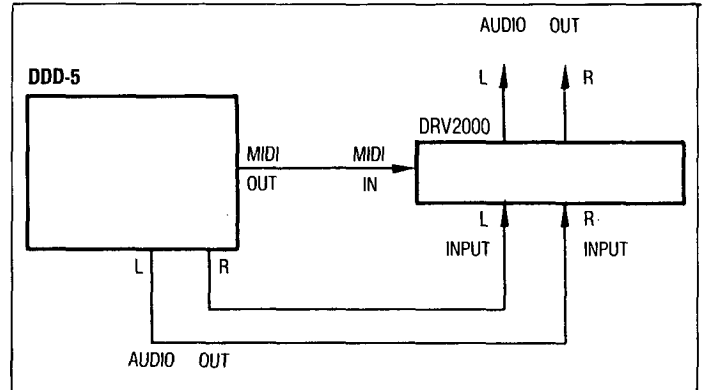 AUDIO OUT
DDD-5
L R
DRV2000
MIDI MIDI
OUT IN
L R
INPUT INPUT
L R
AUDIO OUT